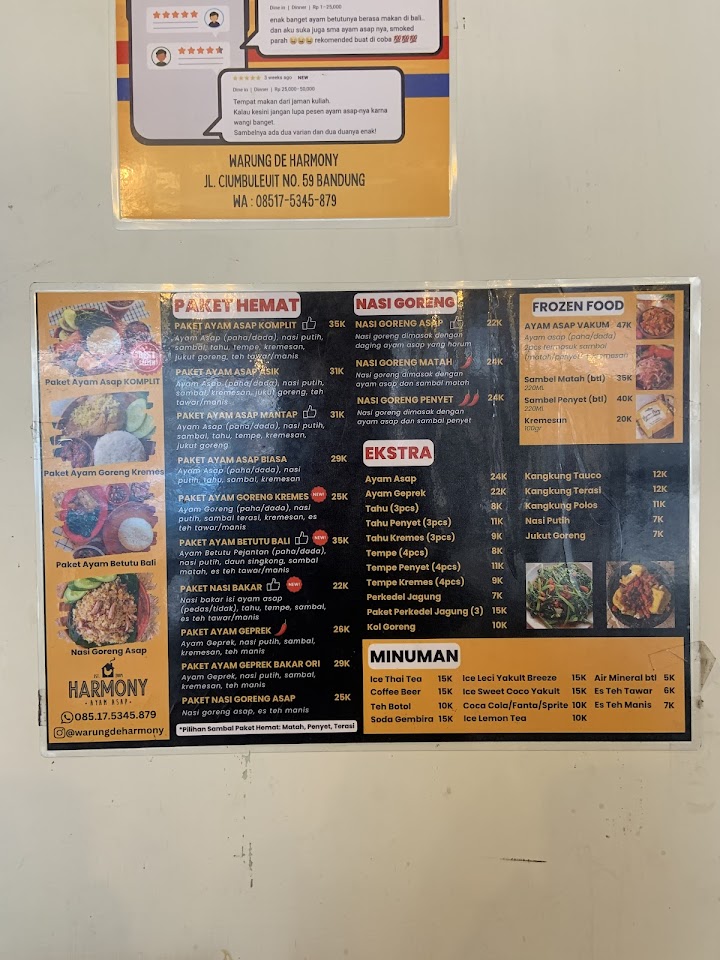 Dine in | Dinner | Rp 1–25,000
enak banget ayam betutunya berasa makan di bali..
dan aku suka juga sma ayam asap nya, smoked
parah 😭😭😭 rekomended buat di coba 💯💯💯
2 weeks ago NEW
Dine in | Dinner | Rp 25,000–50,000
Tempat makan dari jaman kuliah.
Kalau kesini jangan lupa pesen ayam asap-nya karna
wangi banget.
Sambelnya ada dua varian dan dua duanya enak!
WARUNG DE HARMONY
JL. CIUMBULEUIT NO. 59 BANDUNG
WA : 08517-5345-879
Paket Ayam Asap KOMPLIT
Paket Ayam Goreng Kremes
Paket Ayam Betutu Bali
Nasi Goreng Asap
HARMONY
• AYAM ASAP •
085.17.5345.879
@warungdeharmony
PAKET HEMAT
PAKET AYAM ASAP KOMPLIT 35K
Ayam Asap (paha/dada), nasi putih,
sambal, tahu, tempe, kremesan,
jukut goreng, teh tawar/manis
PAKET AYAM ASAP ASIK 31K
Ayam Asap (paha/dada), nasi putih,
sambal, kremesan, jukut goreng, teh
tawar/manis
PAKET AYAM ASAP MANTAP 31K
Ayam Asap (paha/dada), nasi putih,
sambal, tahu, tempe, kremesan,
jukut goreng
PAKET AYAM ASAP BIASA 29K
Ayam Asap (paha/dada), nasi
putih, tahu, sambal, kremesan
PAKET AYAM GORENG KREMES NEW! 25K
Ayam Goreng (paha/dada), nasi
putih, sambal terasi, kremesan, es
teh tawar/manis
PAKET AYAM BETUTU BALI NEW! 35K
Ayam Betutu Pejantan (paha/dada),
nasi putih, daun singkong, sambal
matah, es teh tawar/manis
PAKET NASI BAKAR NEW! 22K
Nasi bakar isi ayam asap
(pedas/tidak), tahu, tempe, sambal,
es teh tawar/manis
PAKET AYAM GEPREK 26K
Ayam Geprek, nasi putih, sambal,
kremesan, teh manis
PAKET AYAM GEPREK BAKAR ORI 29K
Ayam Geprek, nasi putih, sambal,
kremesan, teh manis
PAKET NASI GORENG ASAP 25K
Nasi goreng asap, es teh manis
*Pilihan Sambal Paket Hemat: Matah, Penyet, Terasi
NASI GORENG
NASI GORENG ASAP 22K
Nasi goreng dimasak dengan
daging ayam asap yang harum
NASI GORENG MATAH 24K
Nasi goreng dimasak dengan
ayam asap dan sambal matah
NASI GORENG PENYET 24K
Nasi goreng dimasak dengan
ayam asap dan sambal penyet
FROZEN FOOD
AYAM ASAP VAKUM 47K
Ayam asap (paha/dada)
(matah/penyet)
Sambel Matah (btl) 35K
220Ml
Sambel Penyet (btl) 40K
220Ml
Kremesun 20K
100gr
EKSTRA
Ayam Asap 24K
Ayam Geprek 22K
Tahu (3pcs) 8K
Tahu Penyet (3pcs) 11K
Tahu Kremes (3pcs) 9K
Tempe (4pcs) 8K
Tempe Penyet (4pcs) 11K
Tempe Kremes (4pcs) 9K
Perkedel Jagung 7K
Paket Perkedel Jagung (3) 15K
Kol Goreng 10K
Kangkung Tauco 12K
Kangkung Terasi 12K
Kangkung Polos 11K
Nasi Putih 7K
Jukut Goreng 7K
MINUMAN
Ice Thai Tea 15K
Coffee Beer 15K
Teh Botol 10K
Soda Gembira 15K
Ice Leci Yakult Breeze 15K
Ice Sweet Coco Yakult 15K
Coca Cola/Fanta/Sprite 10K
Ice Lemon Tea 10K
Air Mineral btl 5K
Es Teh Tawar 6K
Es Teh Manis 7K